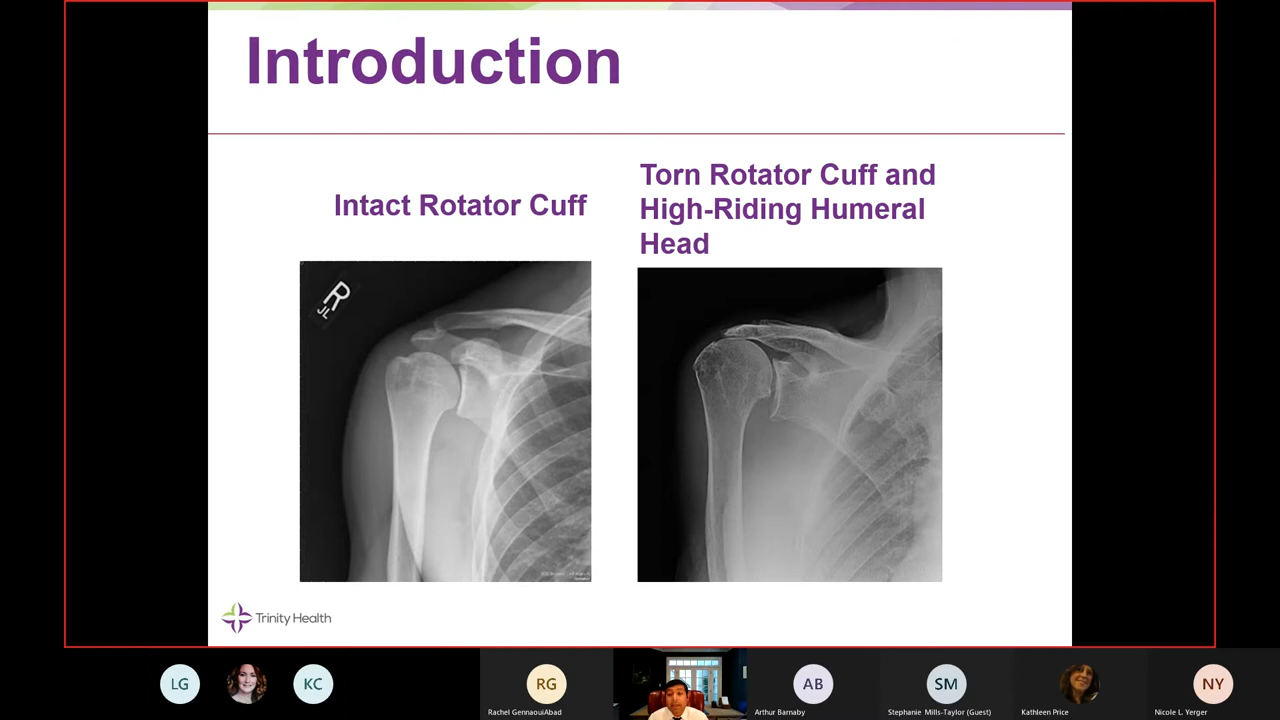 Introduction
Intact Rotator Cuff
Torn Rotator Cuff and
High-Riding Humeral
Head
R
JL
Trinity Health
LG
KC
RG
AB
SM
NY
Rachel GennaouiAbad
Arthur Barnaby
Stephanie Mills-Taylor (Guest)
Kathleen Price
Nicole L. Yerger